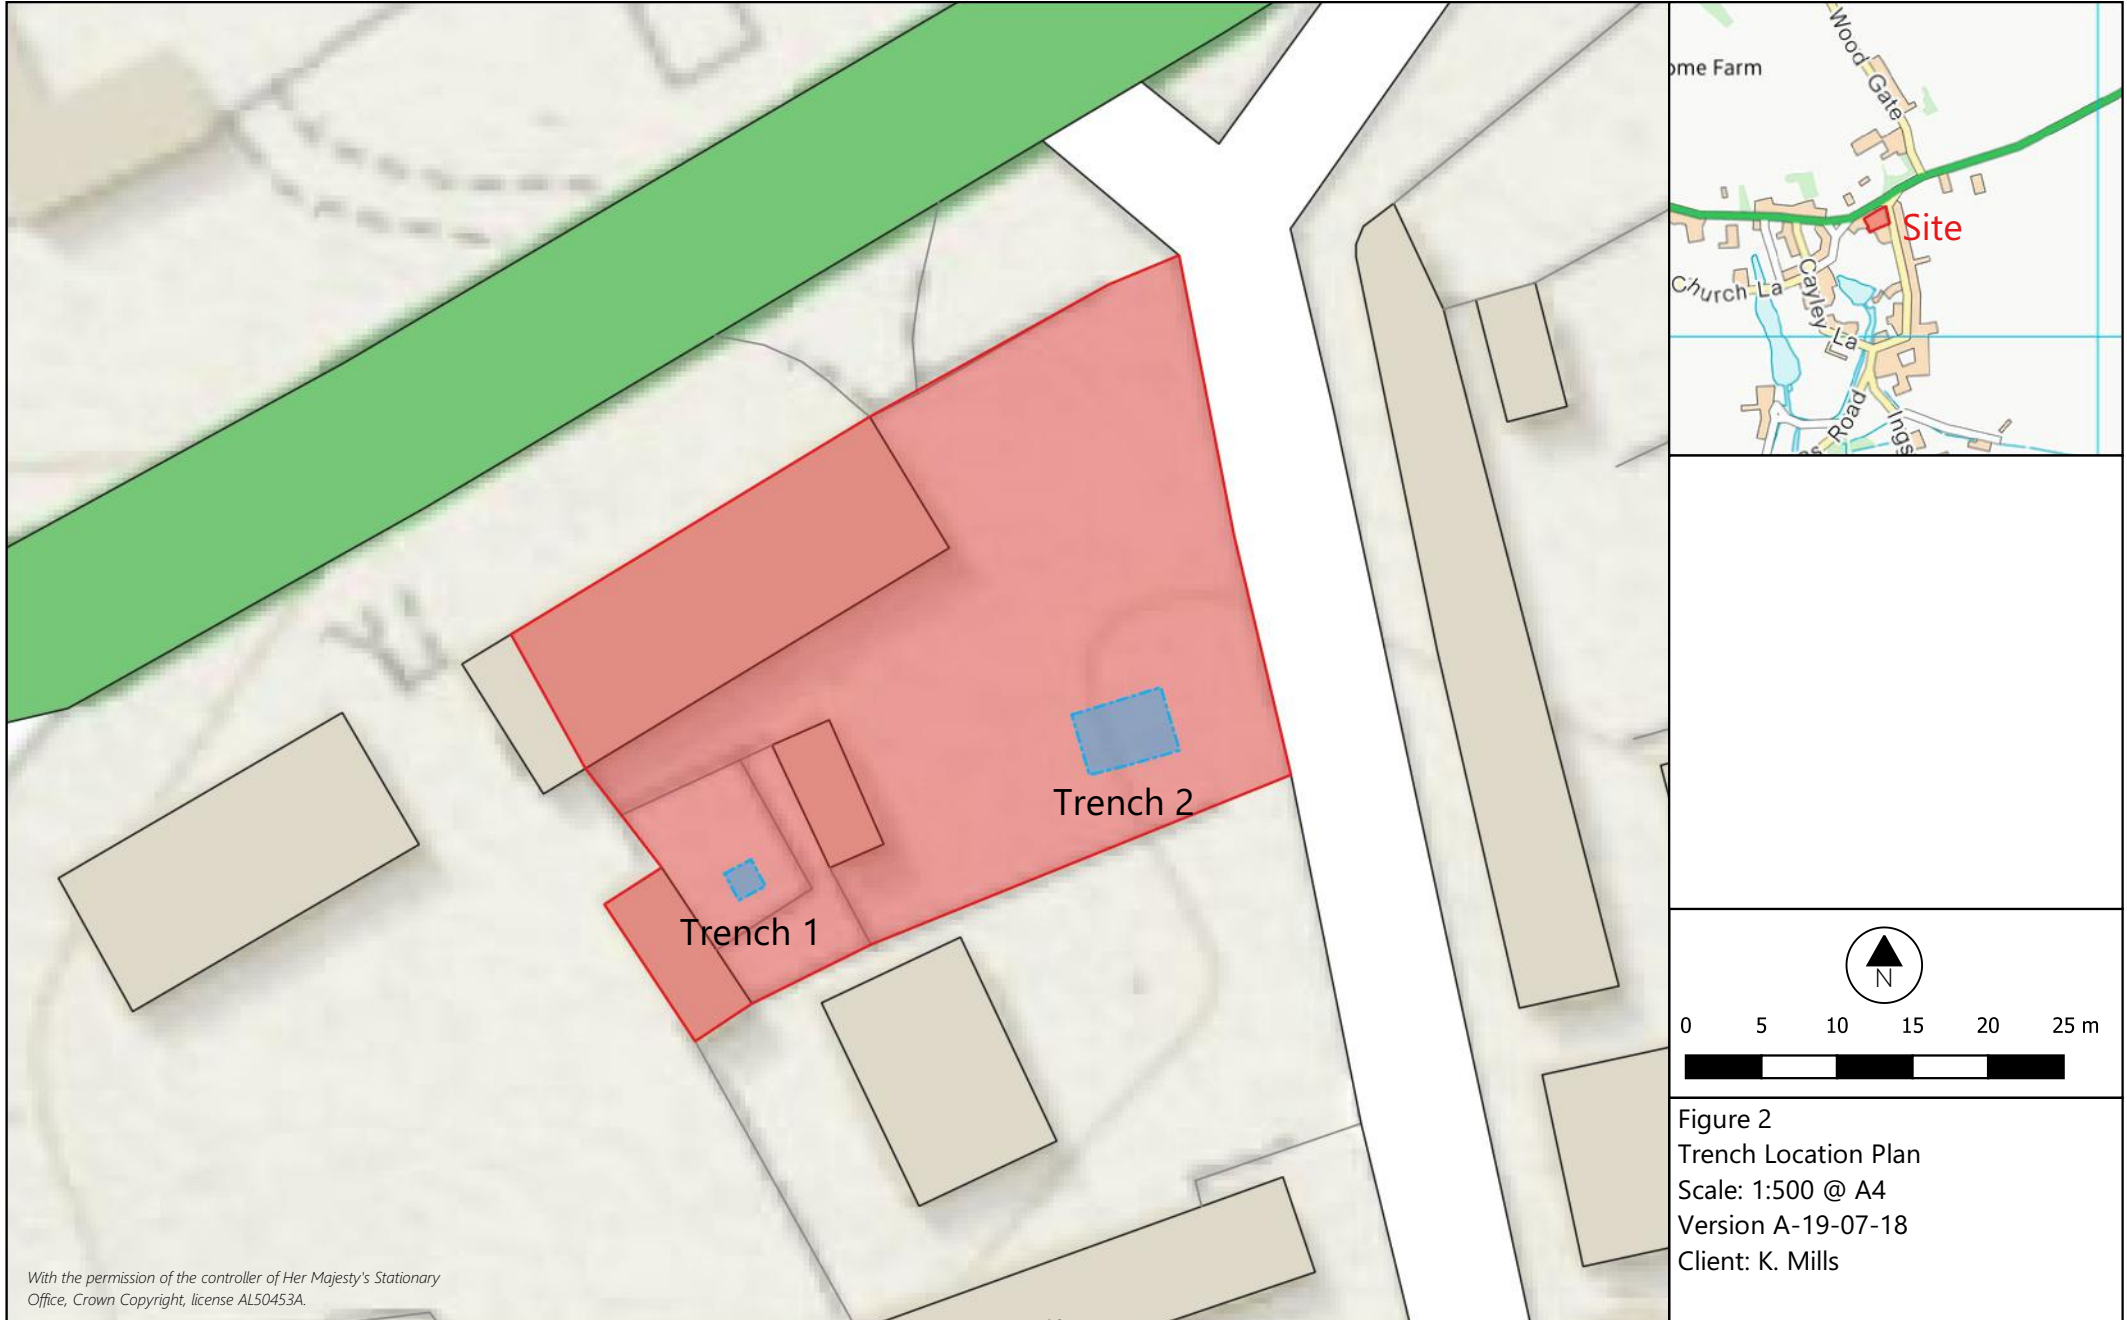 Trench 2
Trench 1
With the permission of the controller of Her Majesty's Stationary
Office, Crown Copyright, license AL50453A.
Wood Gate
ome Farm
Site
Church La
Cayley La
Road
Ings
N
0 5 10 15 20 25 m
Figure 2
Trench Location Plan
Scale: 1:500 @ A4
Version A-19-07-18
Client: K. Mills